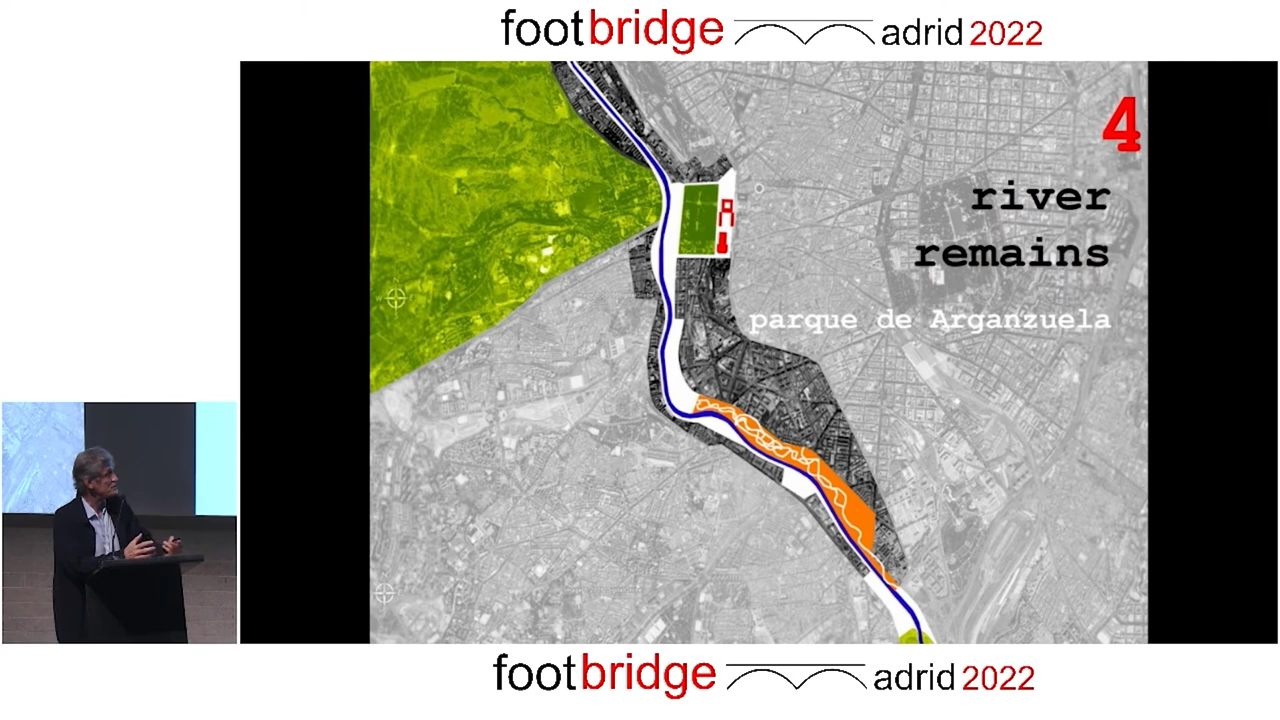 footbridge adrid 2022
4
river
remains
parque de Arganzuela
footbridge adrid 2022